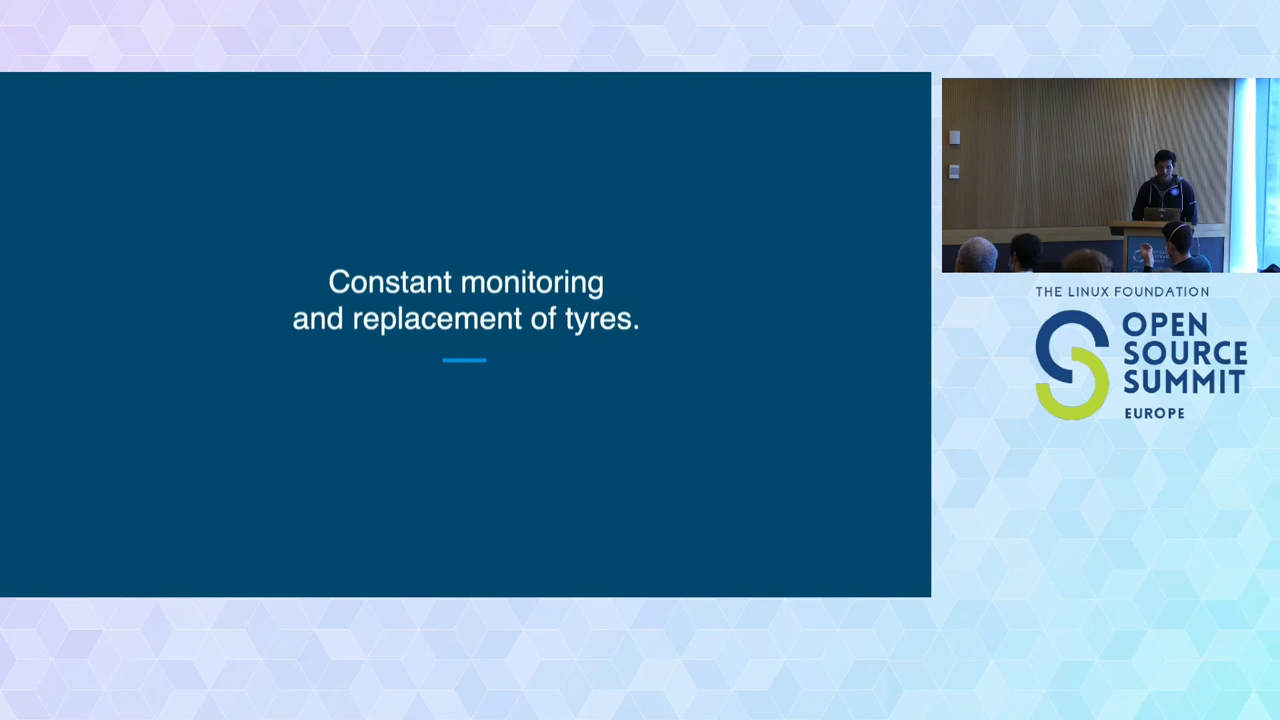 Constant monitoring
and replacement of tyres.
THE LINUX FOUNDATION
OPEN
SOURCE
SUMMIT
EUROPE